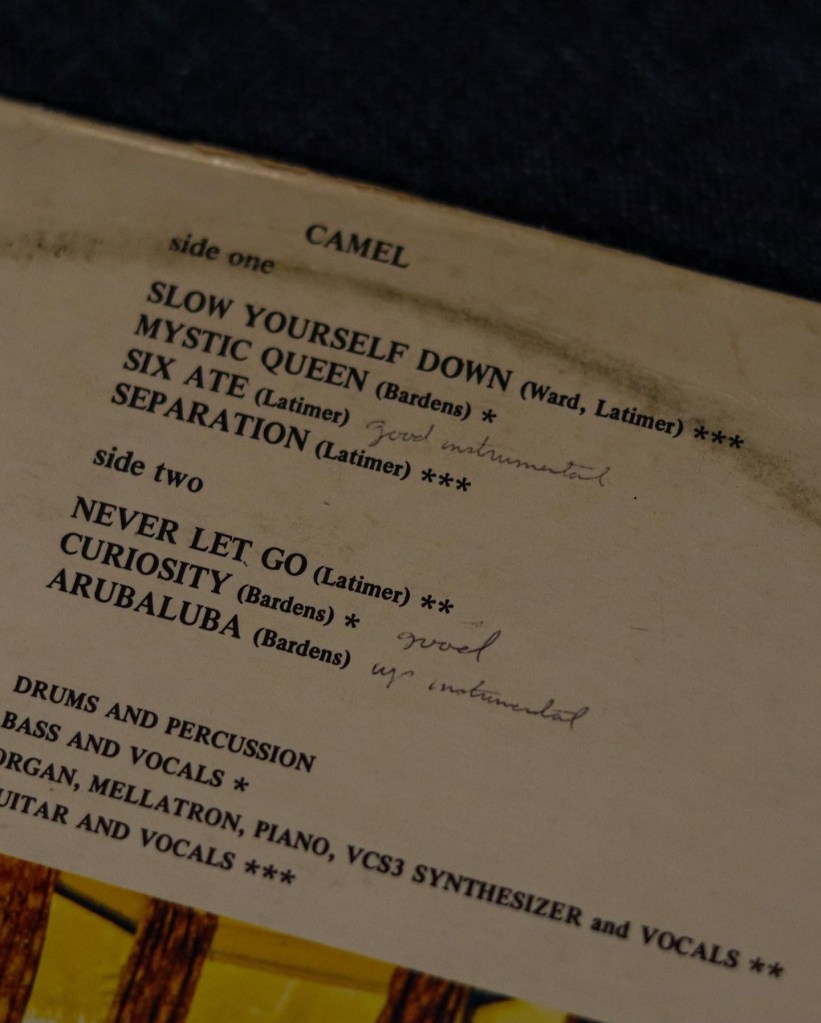 CAMEL
side one
SLOW YOURSELF DOWN (Ward, Latimer) ***
MYSTIC QUEEN (Bardens) *
SIX ATE (Latimer) good instrumental
SEPARATION (Latimer) ***
side two
NEVER LET GO (Latimer) **
CURIOSITY (Bardens) * good
ARUBALUBA (Bardens) up instrumental
DRUMS AND PERCUSSION
BASS AND VOCALS *
ORGAN, MELLATRON, PIANO, VCS3 SYNTHESIZER and VOCALS **
UITAR AND VOCALS ***